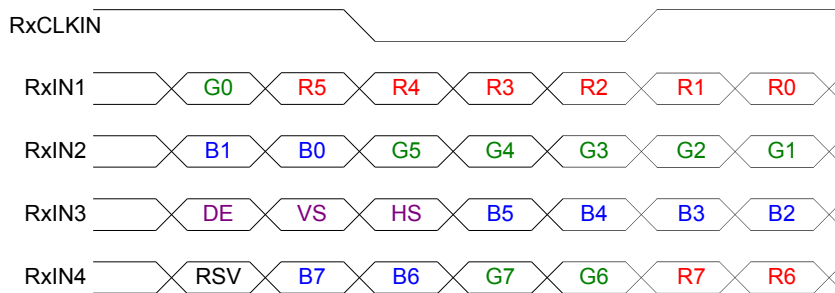 RxCLKIN
RxIN1 G0 R5 R4 R3 R2 R1 R0
RxIN2 B1 B0 G5 G4 G3 G2 G1
RxIN3 DE VS HS B5 B4 B3 B2
RxIN4 RSV B7 B6 G7 G6 R7 R6